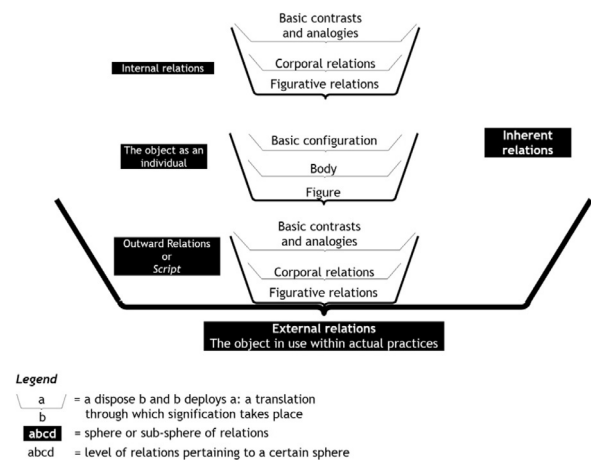 Basic contrasts
and analogies
Internal relations
Corporal relations
Figurative relations
The object as an
individual
Basic configuration
Inherent
relations
Body
Figure
Outward Relations
or
Script
Basic contrasts
and analogies
Corporal relations
Figurative relations
External relations
The object in use within actual practices
Legend
a
b
= a dispose b and b deploys a: a translation
through which signification takes place
abcd
= sphere or sub-sphere of relations
abcd
= level of relations pertaining to a certain sphere